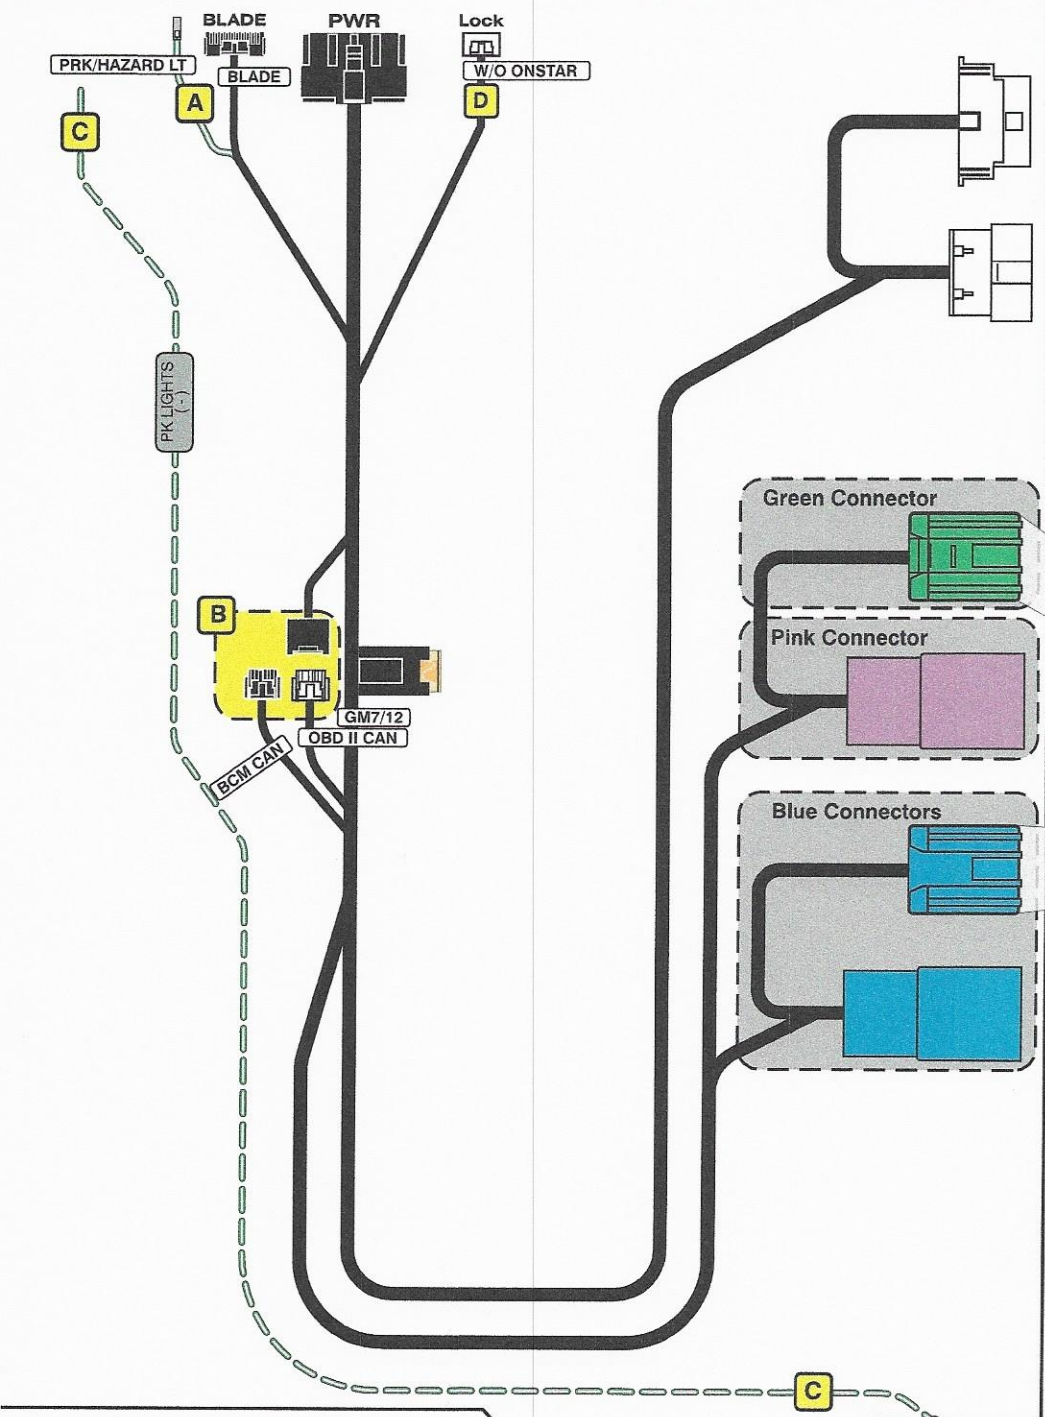 BLADE
PWR
Lock
PRK/HAZARD LT
BLADE
W/O ONSTAR
A
D
C
PK LIGHTS
(-)
Green Connector
B
Pink Connector
GM7/12
OBD II CAN
BCM CAN
Blue Connectors
C